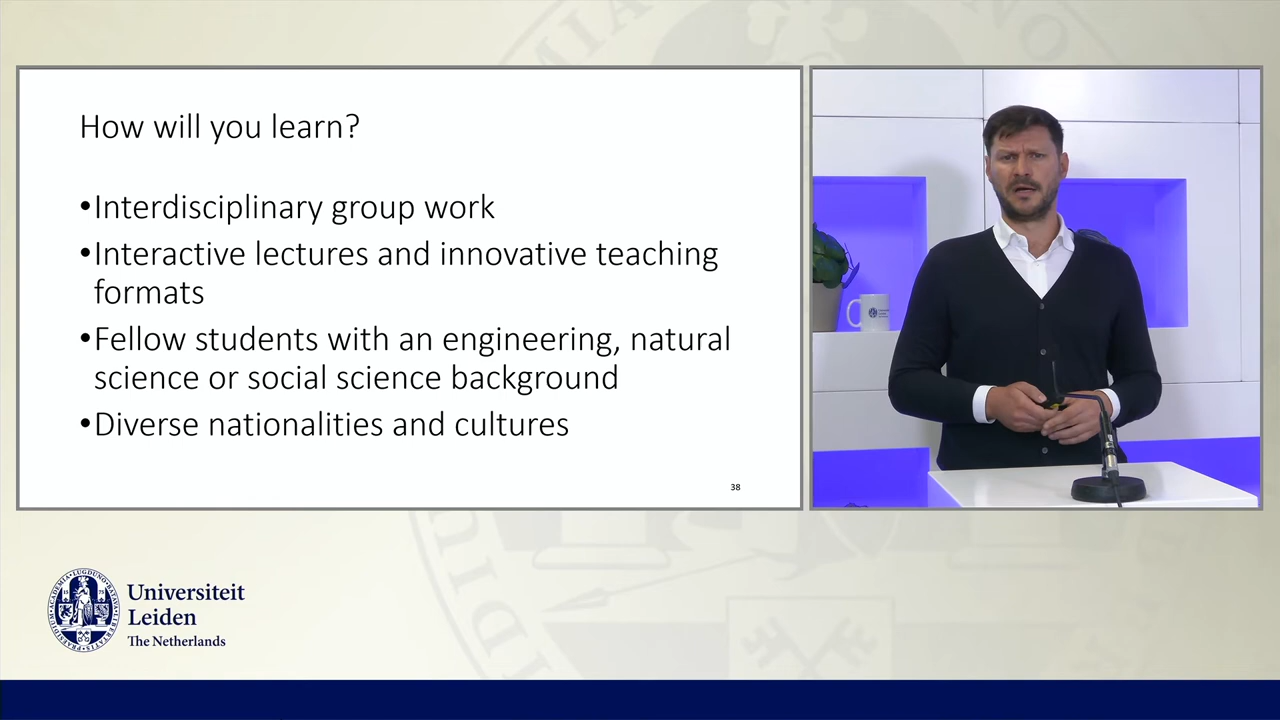 How will you learn?
•Interdisciplinary group work
•Interactive lectures and innovative teaching
formats
•Fellow students with an engineering, natural
science or social science background
•Diverse nationalities and cultures
38
Universiteit
Leiden
The Netherlands